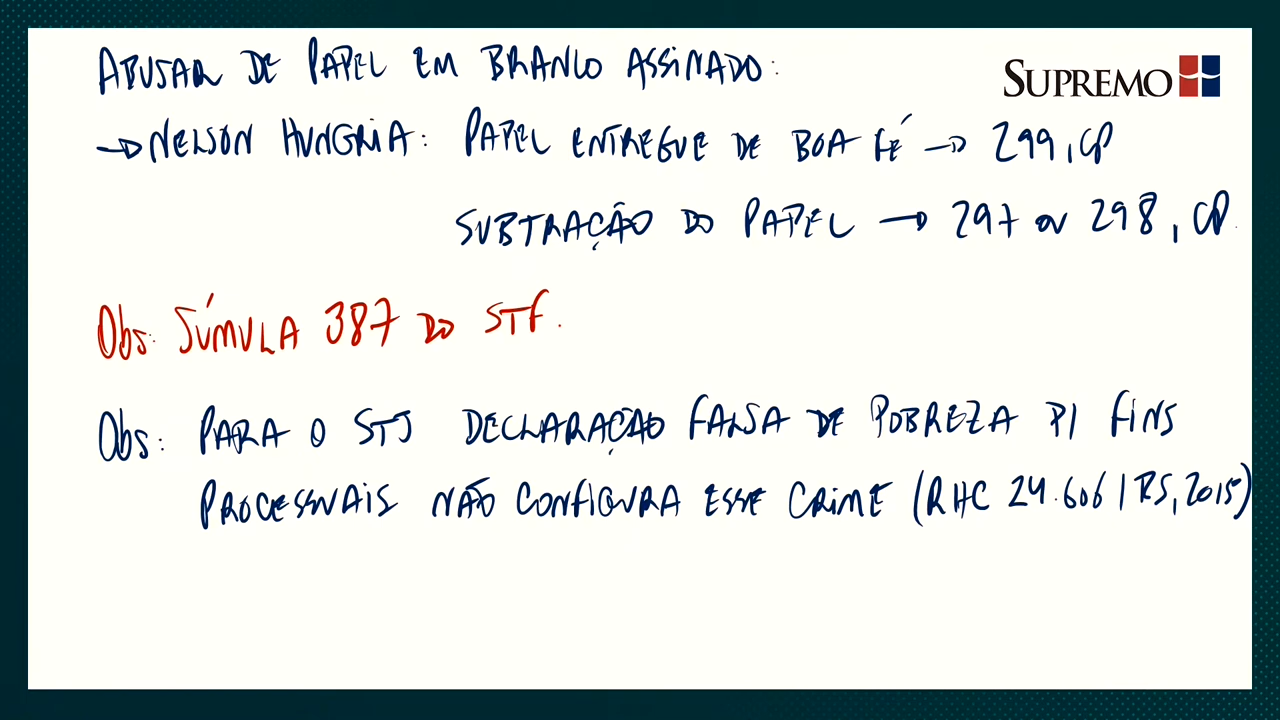 ABUSAR DE PAPEL EM BRANCO ASSINADO:
SUPREMO
→ NELSON HUNGRIA: PAPEL ENTREGUE DE BOA FÉ → 299, CP
SUBTRAÇÃO DO PAPEL → 297 OU 298, CP.
Obs: SÚMULA 387 DO STF.
Obs: PARA O STJ DECLARAÇÃO FALSA DE POBREZA P/ FINS
PROCESSUAIS NÃO CONFIGURA ESSE CRIME (RHC 24.606/RS, 2015)